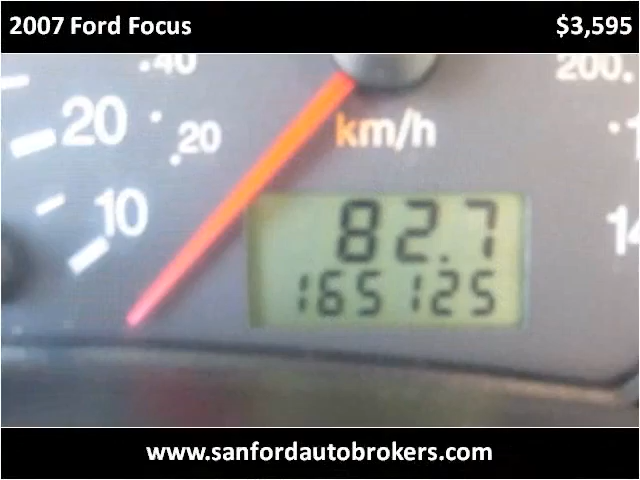 2007 Ford Focus $3,595
.40 200.
20 .20 km/h
10 82.7
165125
www.sanfordautobrokers.com